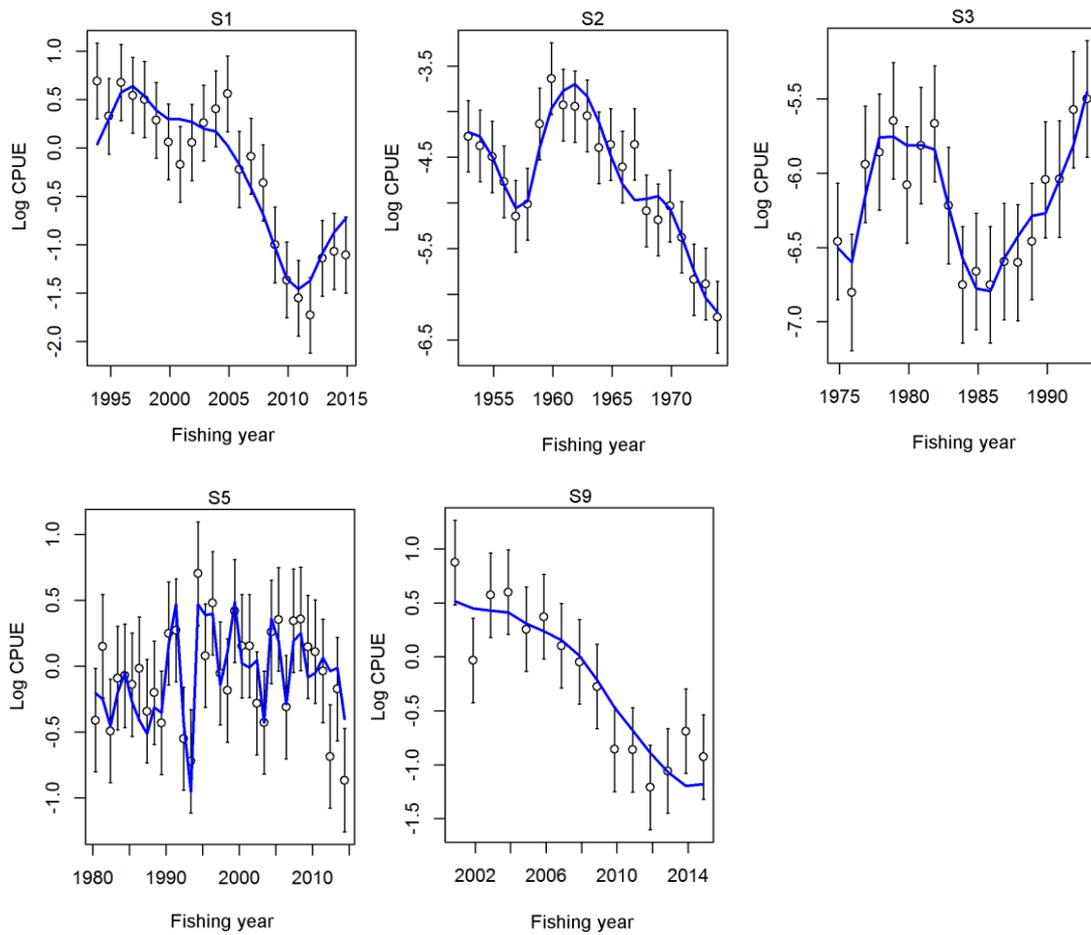 S1
Log CPUE
1.0
0.5
0.0
-0.5
-1.0
-1.5
-2.0
1995 2000 2005 2010 2015
Fishing year
S2
Log CPUE
-3.5
-4.5
-5.5
-6.5
1955 1960 1965 1970
Fishing year
S3
Log CPUE
-5.5
-6.0
-6.5
-7.0
1975 1980 1985 1990
Fishing year
S5
Log CPUE
1.0
0.5
0.0
-0.5
-1.0
1980 1990 2000 2010
Fishing year
S9
Log CPUE
1.0
0.5
0.0
-0.5
-1.0
-1.5
2002 2006 2010 2014
Fishing year